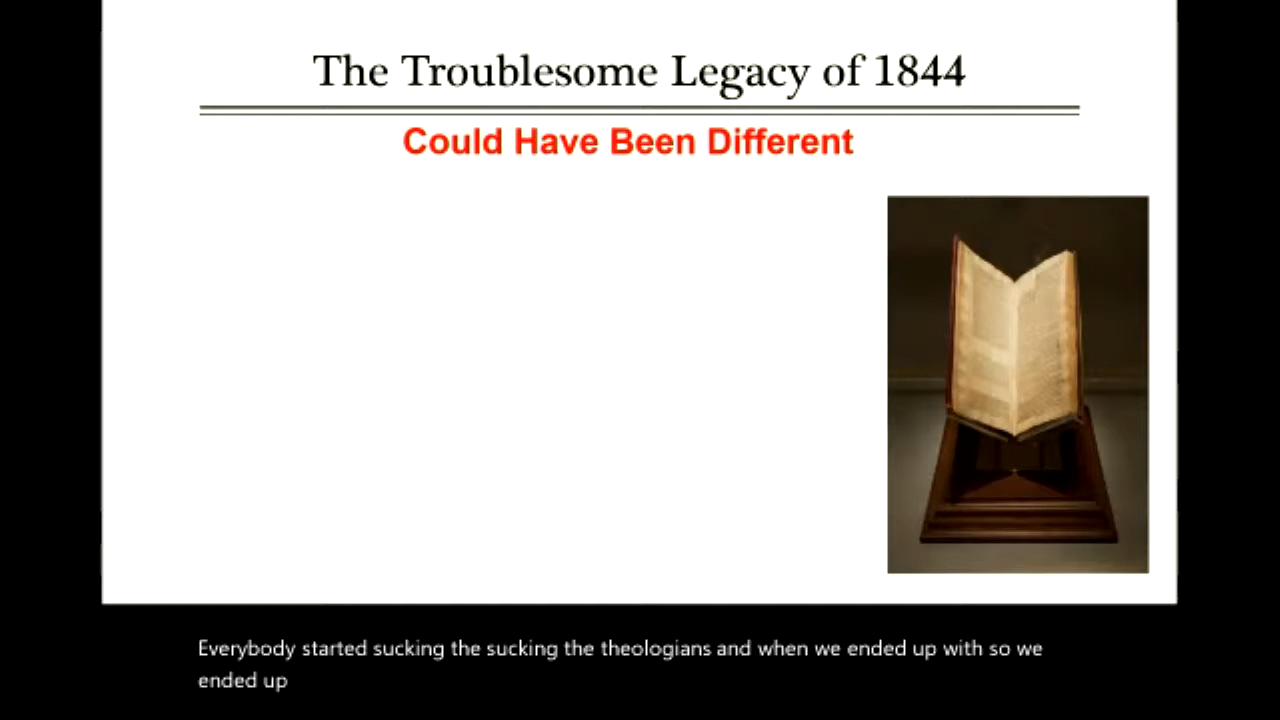 The Troublesome Legacy of 1844
Could Have Been Different
Everybody started sucking the sucking the theologians and when we ended up with so we
ended up